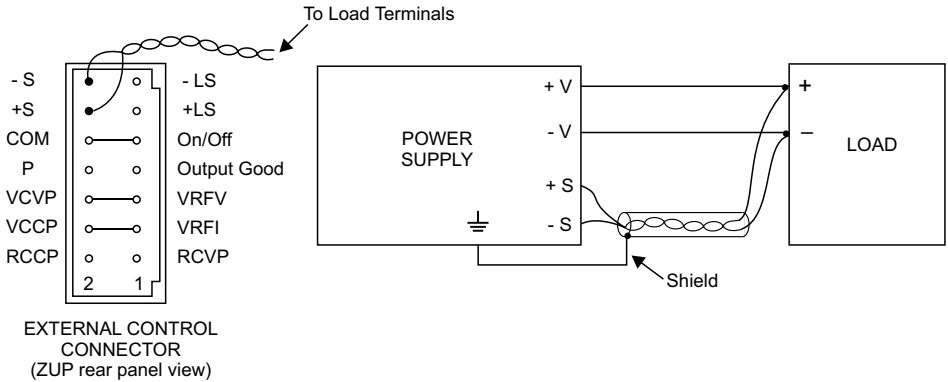 To Load Terminals
- S - LS
+S +LS
COM On/Off
P Output Good
VCVP VRFV
VCCP VRFI
RCCP RCVP
2 1
EXTERNAL CONTROL
CONNECTOR
(ZUP rear panel view)
POWER
SUPPLY
+ V
- V
+ S
- S
+
–
LOAD
Shield